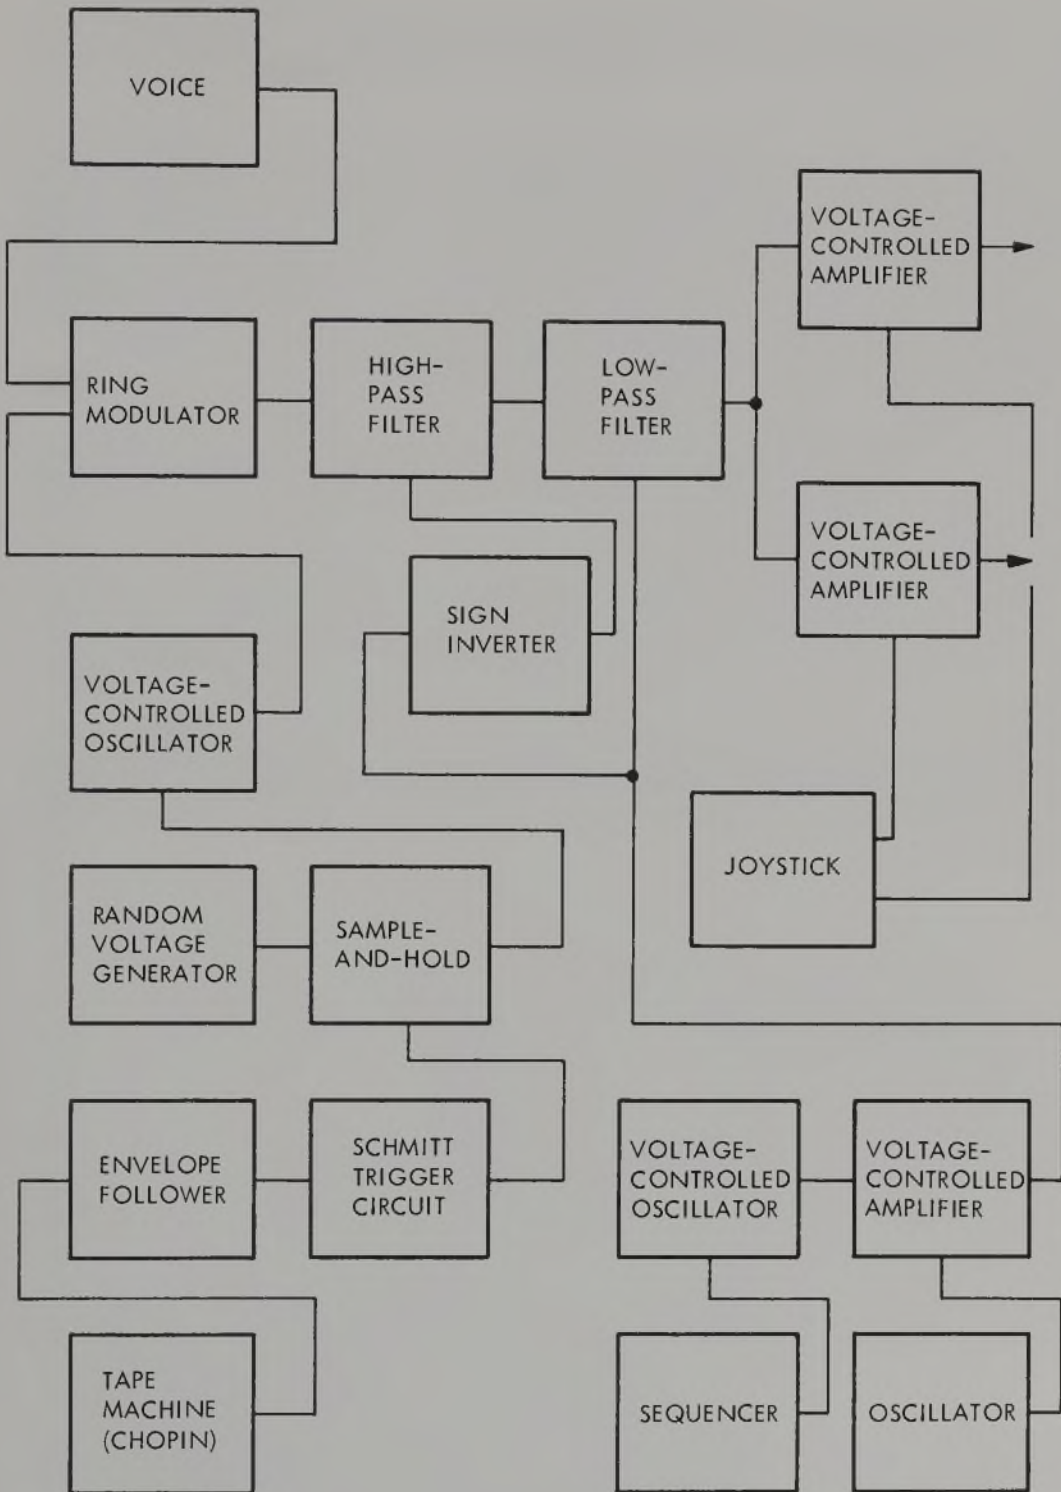 VOICE
VOLTAGE-
CONTROLLED
AMPLIFIER
RING
MODULATOR
HIGH-
PASS
FILTER
LOW-
PASS
FILTER
VOLTAGE-
CONTROLLED
AMPLIFIER
SIGN
INVERTER
VOLTAGE-
CONTROLLED
OSCILLATOR
JOYSTICK
RANDOM
VOLTAGE
GENERATOR
SAMPLE-
AND-HOLD
ENVELOPE
FOLLOWER
SCHMITT
TRIGGER
CIRCUIT
VOLTAGE-
CONTROLLED
OSCILLATOR
VOLTAGE-
CONTROLLED
AMPLIFIER
TAPE
MACHINE
(CHOPIN)
SEQUENCER
OSCILLATOR